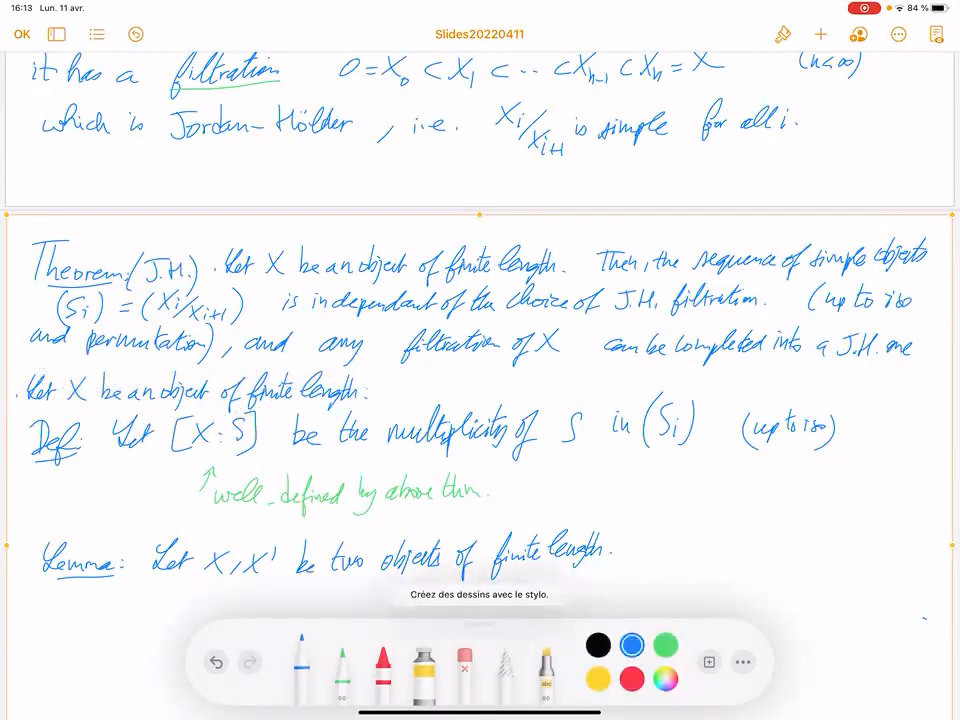 16:13 Lun. 11 avr.
84 %
OK
Slides20220411
it has a filtration 0 = X₀ ⊂ X₁ ⊂ ... ⊂ Xₙ₋₁ ⊂ Xₙ = X (n<∞)
which is Jordan-Hölder, i.e. Xi/Xi+1 is simple for all i.
Theorem: (J.H.). Let X be an object of finite length. Then, the sequence of simple objects
(Si) = (Xi/Xi+1) is independant of the choice of J.H. filtration. (up to iso
and permutation), and any filtration of X can be completed into a J.H. one
. Let X be an object of finite length:
Def: Let [X:S] be the multiplicity of S in (Si) (up to iso)
↑ well-defined by above thm.
Lemma: Let X, X' be two objects of finite length.
Créez des dessins avec le stylo.
50
abc
80